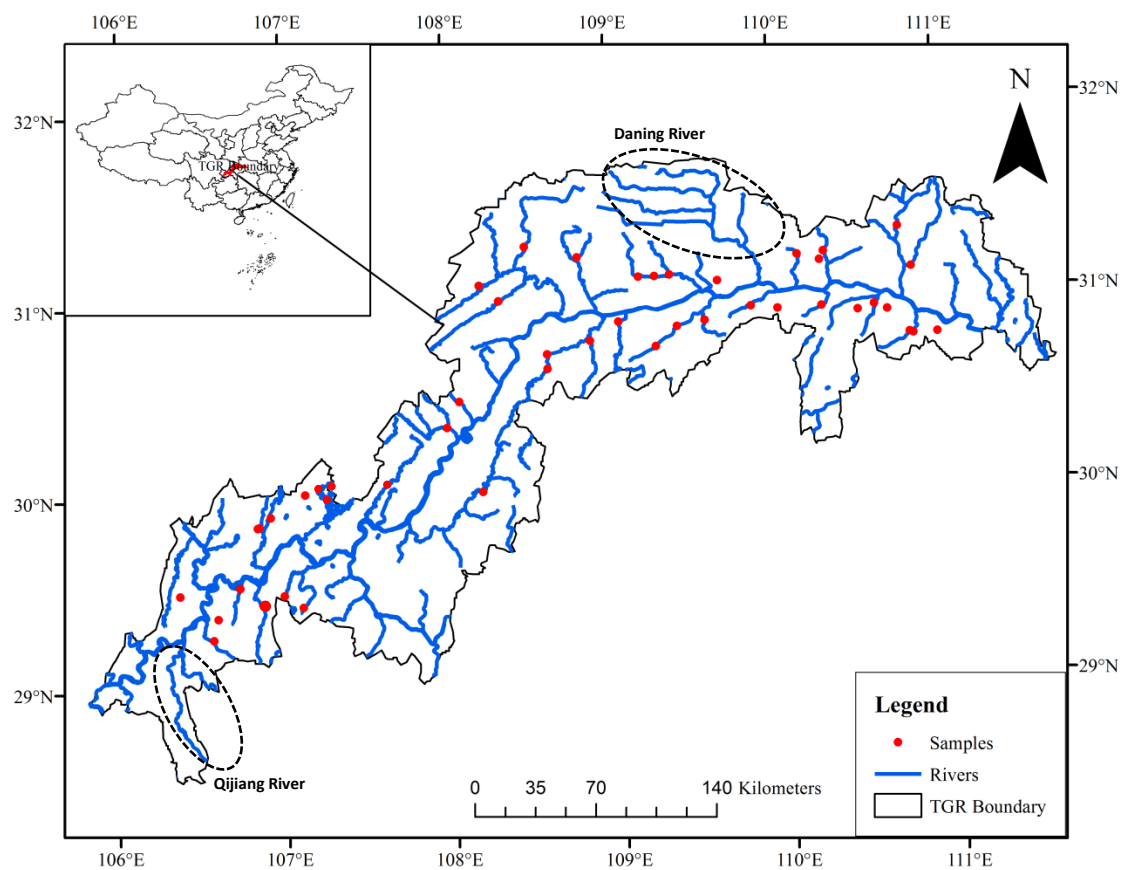 106°E 107°E 108°E 109°E 110°E 111°E
N
32°N
32°N
Daning River
TGR Boundary
31°N
31°N
30°N
30°N
29°N
29°N
Qijiang River
Legend
Samples
Rivers
TGR Boundary
0 35 70 140 Kilometers
106°E 107°E 108°E 109°E 110°E 111°E